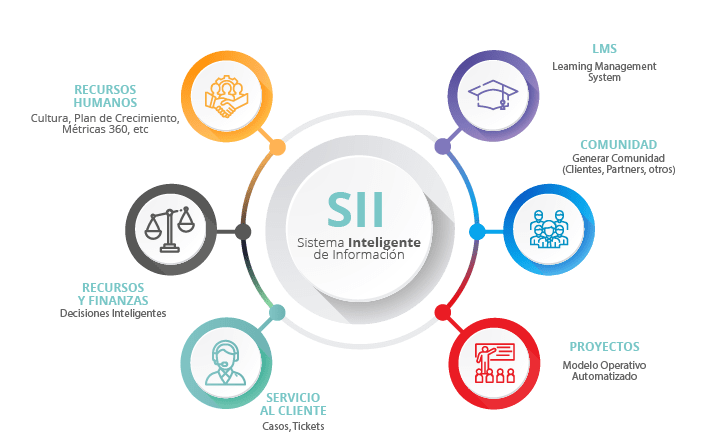 RECURSOS
HUMANOS
Cultura, Plan de Crecimiento,
Métricas 360, etc
LMS
Learning Management
System
COMUNIDAD
Generar Comunidad
(Clientes, Partners, otros)
SII
Sistema Inteligente
de Información
RECURSOS
Y FINANZAS
Decisiones Inteligentes
PROYECTOS
Modelo Operativo
Automatizado
SERVICIO
AL CLIENTE
Casos, Tickets